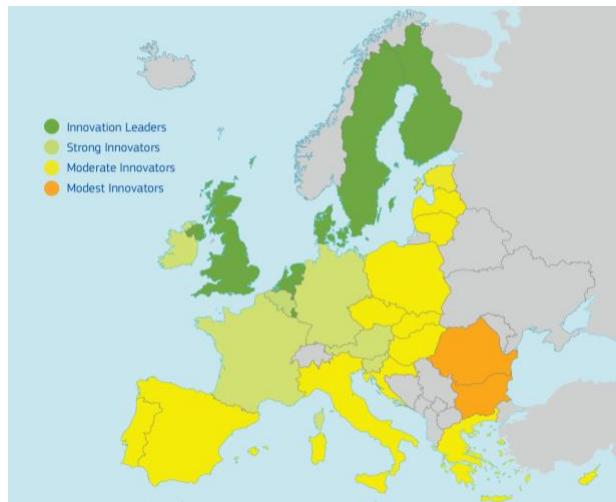 Innovation Leaders
Strong Innovators
Moderate Innovators
Modest Innovators